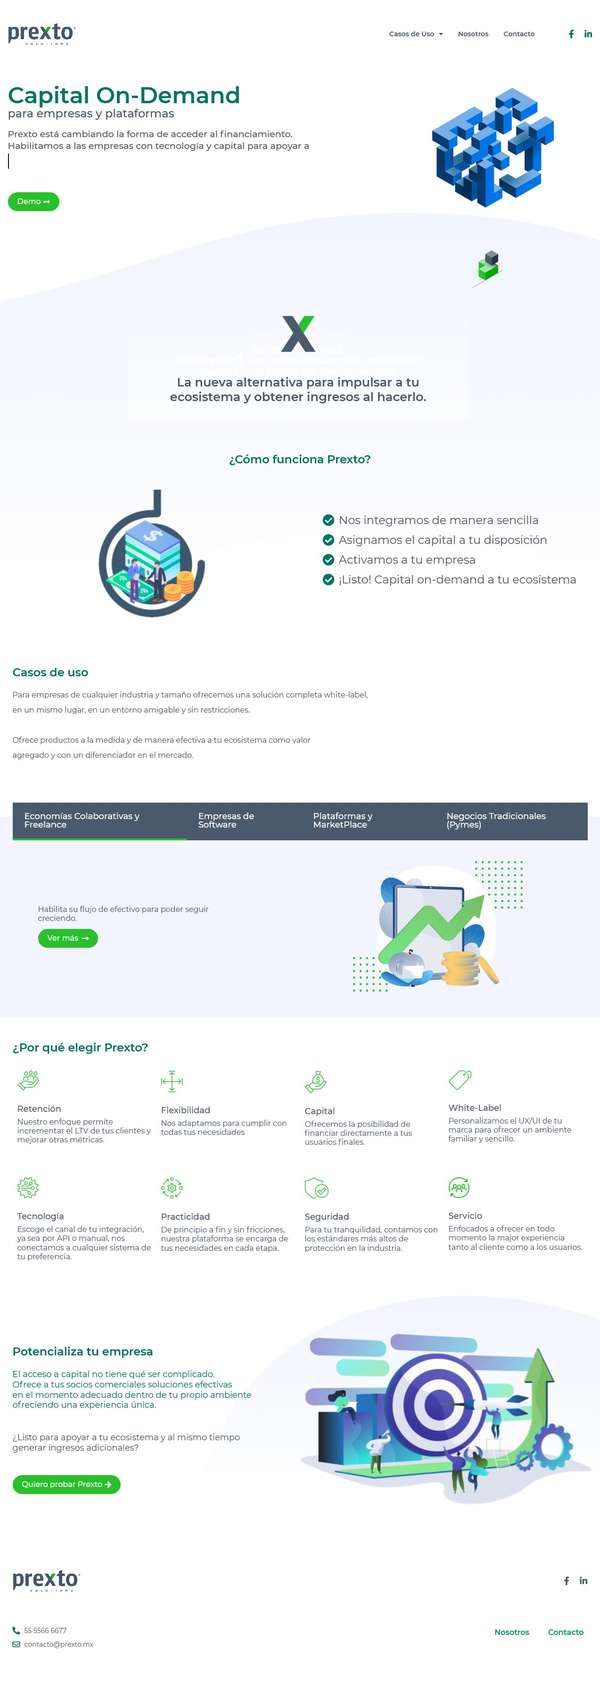 prexto
SOLUTIONS
Casos de Uso
Nosotros
Contacto
Capital On-Demand
para empresas y plataformas
Prexto está cambiando la forma de acceder al financiamiento.
Habilitamos a las empresas con tecnología y capital para apoyar a
Demo
La nueva alternativa para impulsar a tu
ecosistema y obtener ingresos al hacerlo.
¿Cómo funciona Prexto?
Nos integramos de manera sencilla
Asignamos el capital a tu disposición
Activamos a tu empresa
¡Listo! Capital on-demand a tu ecosistema
Casos de uso
Para empresas de cualquier industria y tamaño ofrecemos una solución completa white-label,
en un mismo lugar, en un entorno amigable y sin restricciones.
Ofrece productos a la medida y de manera efectiva a tu ecosistema como valor
agregado y con un diferenciador en el mercado.
Economías Colaborativas y
Freelance
Empresas de
Software
Plataformas y
MarketPlace
Negocios Tradicionales
(Pymes)
Habilita su flujo de efectivo para poder seguir
creciendo.
Ver más
¿Por qué elegir Prexto?
Retención
Nuestro enfoque permite
incrementar el LTV de tus clientes y
mejorar otras métricas.
Flexibilidad
Nos adaptamos para cumplir con
todas tus necesidades.
Capital
Ofrecemos la posibilidad de
financiar directamente a tus
usuarios finales.
White-Label
Personalizamos el UX/UI de tu
marca para ofrecer un ambiente
familiar y sencillo.
Tecnología
Escoge el canal de tu integración,
ya sea por API o manual, nos
conectamos a cualquier sistema de
tu preferencia.
Practicidad
De principio a fin y sin fricciones,
nuestra plataforma se encarga de
tus necesidades en cada etapa.
Seguridad
Para tu tranquilidad, contamos con
los estándares más altos de
protección en la industria.
Servicio
Enfocados a ofrecer en todo
momento la major experiencia
tanto al cliente como a los usuarios.
Potencializa tu empresa
El acceso a capital no tiene qué ser complicado.
Ofrece a tus socios comerciales soluciones efectivas
en el momento adecuado dentro de tu propio ambiente
ofreciendo una experiencia única.
¿Listo para apoyar a tu ecosistema y al mismo tiempo
generar ingresos adicionales?
Quiero probar Prexto
prexto
SOLUTIONS
55 5566 6677
contacto@prexto.mx
Nosotros
Contacto